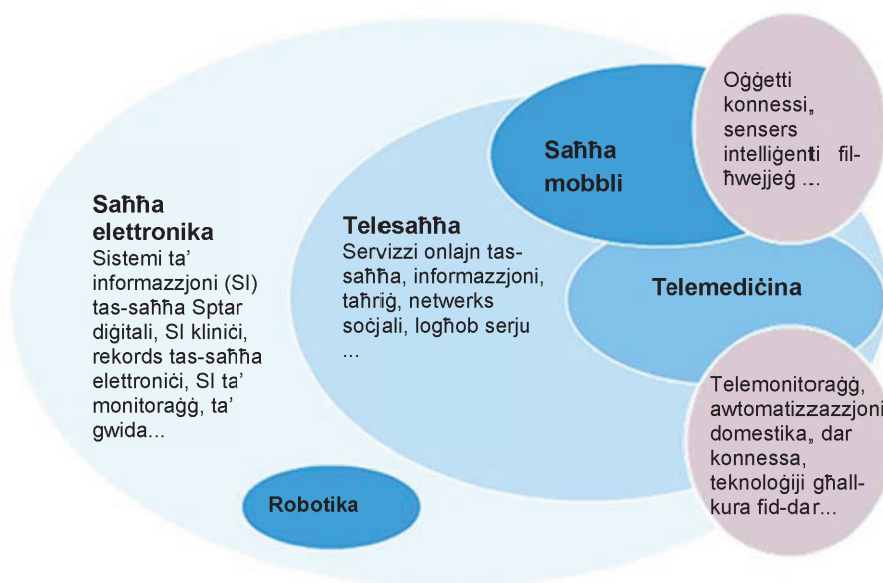 Saħħa
elettronika
Sistemi ta’
informazzjoni (SI)
tas-saħħa Sptar
diġitali, SI kliniċi,
rekords tas-saħħa
elettroniċi, SI ta’
monitoraġġ, ta’
gwida...
Telesaħħa
Servizzi onlajn tas-
saħħa, informazzjoni,
taħriġ, netwerks
soċjali, logħob serju
...
Saħħa
mobbli
Oġġetti
konnessi,
sensers
intelliġenti fil-
ħwejjeġ ...
Telemediċina
Telemonitoraġġ,
awtomatizzazzjoni
domestika, dar
konnessa,
teknoloġiji għall-
kura fid-dar...
Robotika